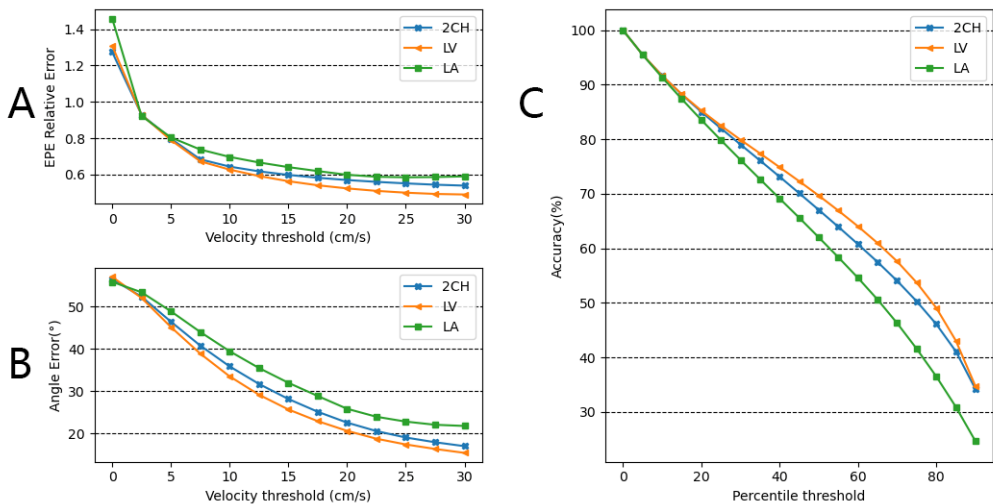 A
EPE Relative Error
1.4
1.2
1.0
0.8
0.6
2CH
LV
LA
0 5 10 15 20 25 30
Velocity threshold (cm/s)
B
Angle Error(°)
50
40
30
20
2CH
LV
LA
0 5 10 15 20 25 30
Velocity threshold (cm/s)
C
Accuracy(%)
100
90
80
70
60
50
40
30
2CH
LV
LA
0 20 40 60 80
Percentile threshold